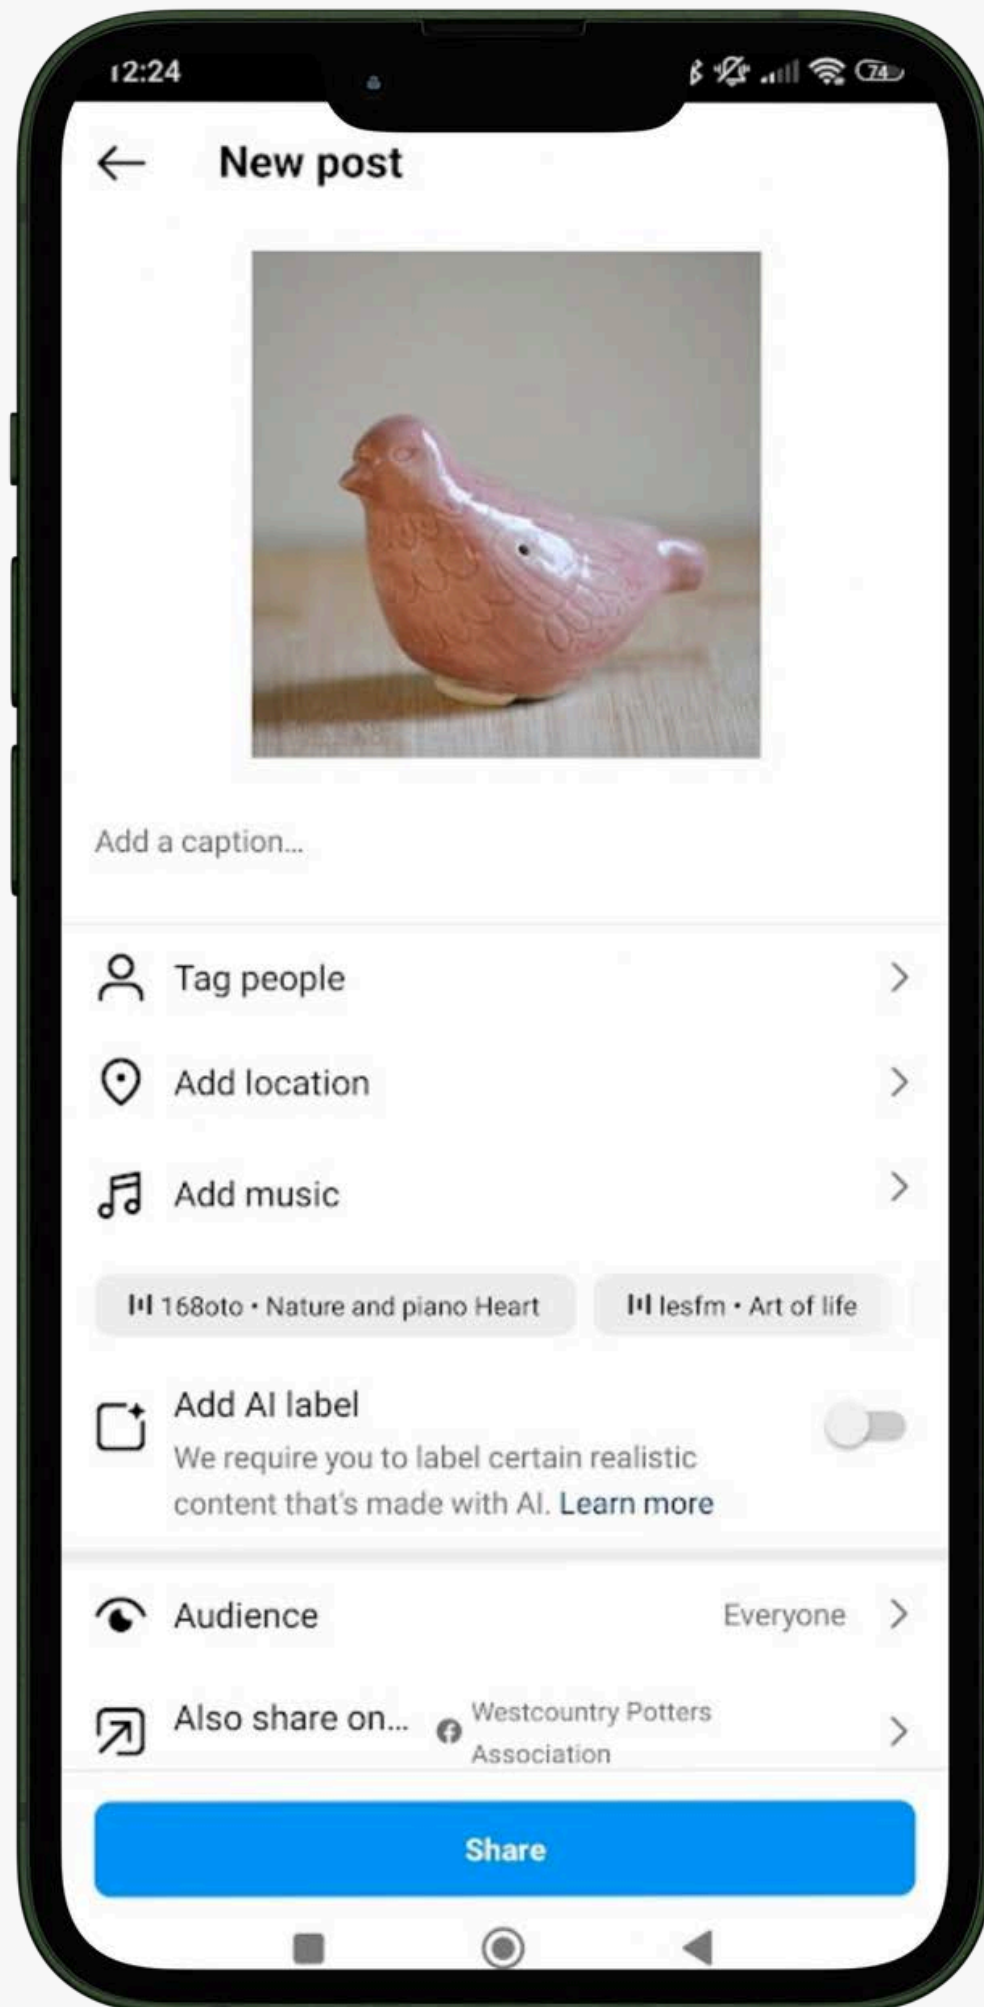 12:24
74
New post
Add a caption...
Tag people
Add location
Add music
168oto • Nature and piano Heart
lesfm • Art of life
Add AI label
We require you to label certain realistic
content that's made with AI. Learn more
Audience
Everyone
Also share on...
Westcountry Potters
Association
Share